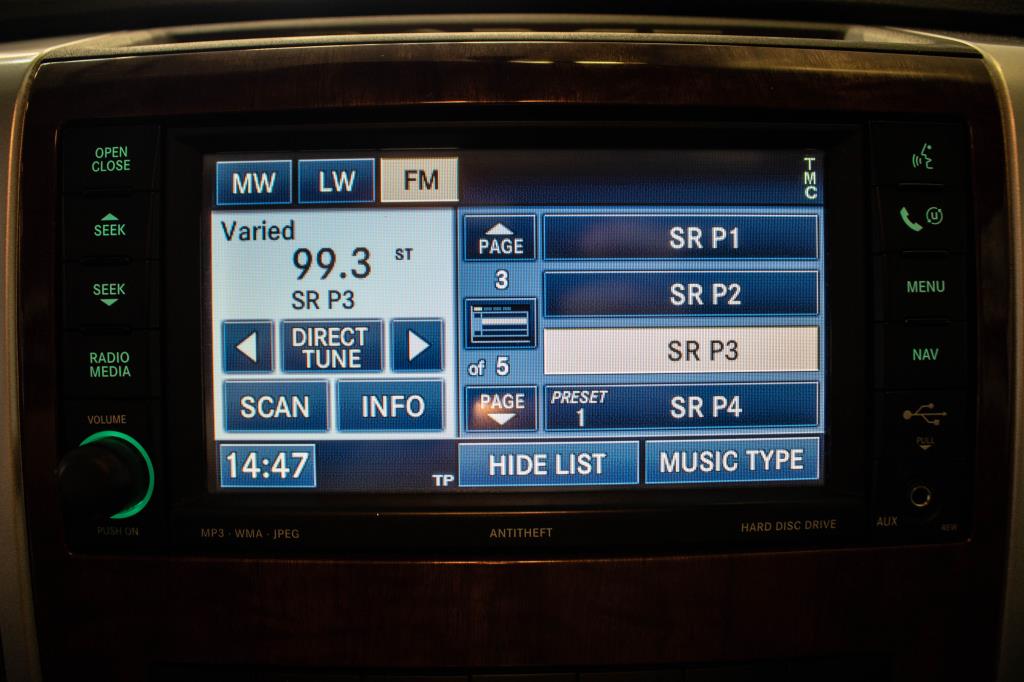 OPEN
CLOSE
SEEK
SEEK
RADIO
MEDIA
VOLUME
PUSH ON
MW LW FM
TMC
Varied
99.3 ST
SR P3
DIRECT
TUNE
SCAN INFO
PAGE
3
of 5
PAGE
SR P1
SR P2
SR P3
PRESET
1
SR P4
14:47
TP
HIDE LIST
MUSIC TYPE
MP3 - WMA - JPEG
ANTITHEFT
HARD DISC DRIVE
u
MENU
NAV
PULL
AUX
REW